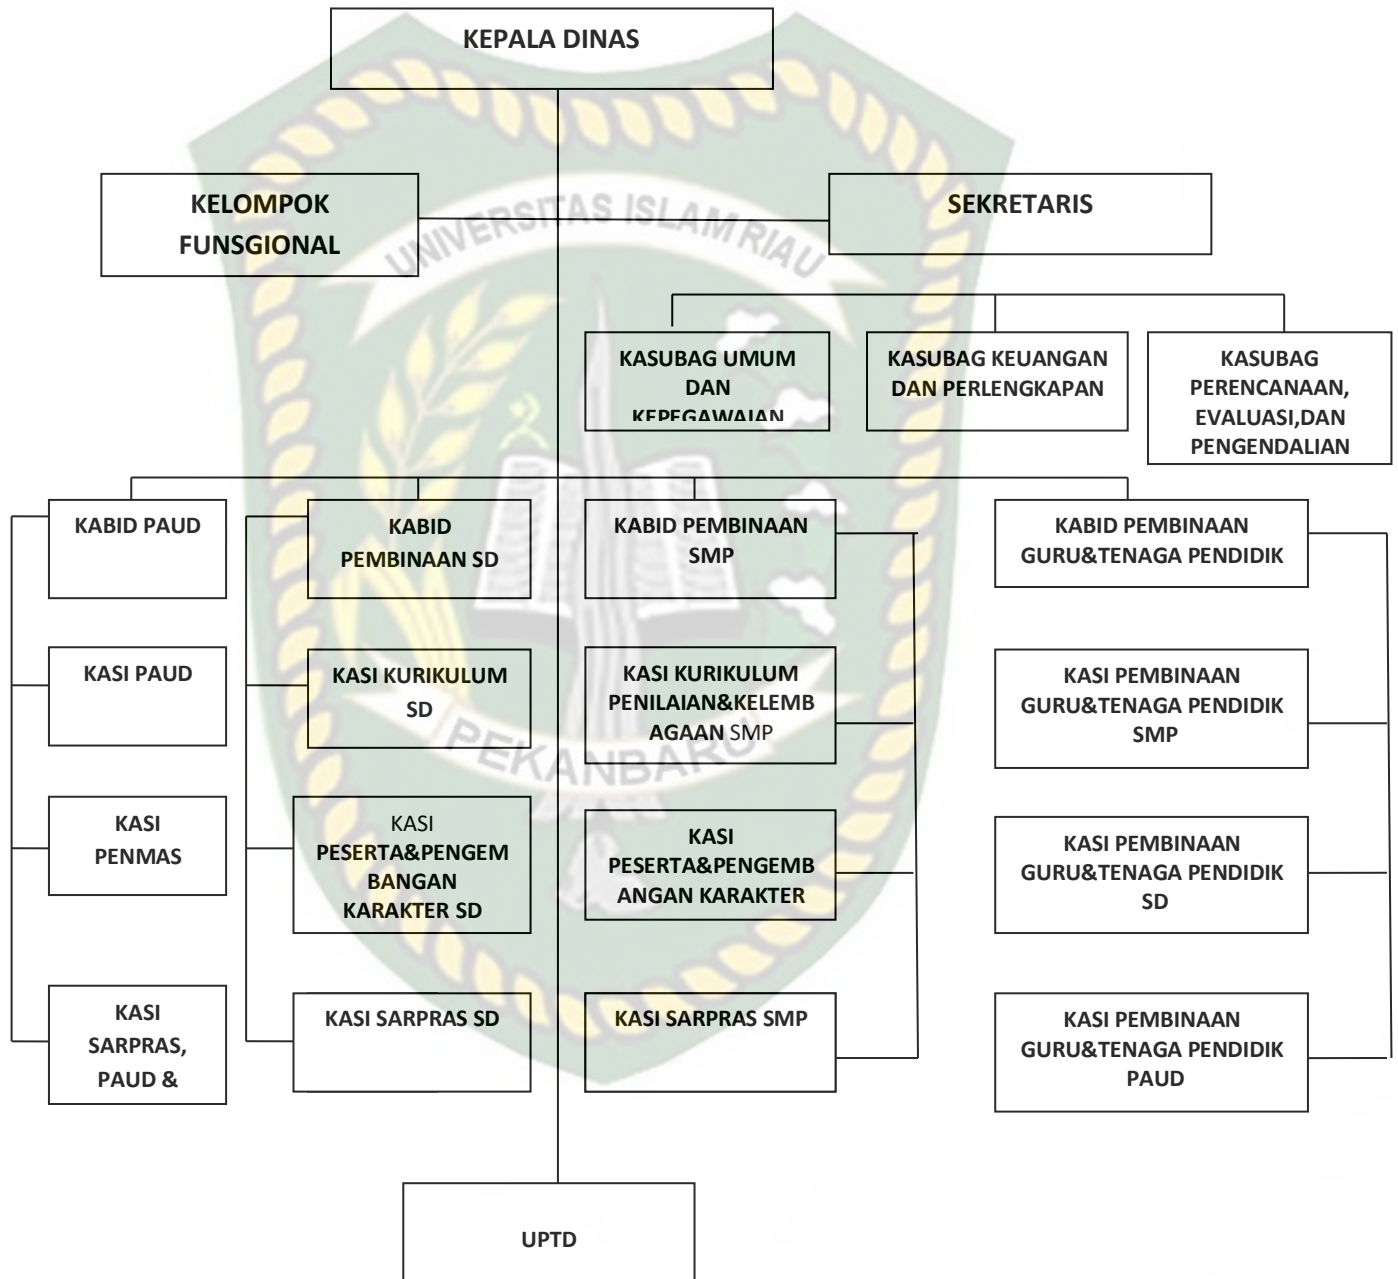 KEPALA DINAS
KELOMPOK
FUNSGIONAL
SEKRETARIS
UNIVERSITAS ISLAM RIAU
KASUBAG UMUM
DAN
KEPEGAWAIAN
KASUBAG KEUANGAN
DAN PERLENGKAPAN
KASUBAG
PERENCANAAN,
EVALUASI,DAN
PENGENDALIAN
KABID PAUD
KABID
PEMBINAAN SD
KABID PEMBINAAN
SMP
KABID PEMBINAAN
GURU&TENAGA PENDIDIK
KASI PAUD
KASI KURIKULUM
SD
KASI KURIKULUM
PENILAIAN&KELEMB
AGAAN SMP
KASI PEMBINAAN
GURU&TENAGA PENDIDIK
SMP
PEKANBARU
KASI
PENMAS
KASI
PESERTA&PENGEM
BANGAN
KARAKTER SD
KASI
PESERTA&PENGEMB
ANGAN KARAKTER
KASI PEMBINAAN
GURU&TENAGA PENDIDIK
SD
KASI
SARPRAS,
PAUD &
KASI SARPRAS SD
KASI SARPRAS SMP
KASI PEMBINAAN
GURU&TENAGA PENDIDIK
PAUD
UPTD